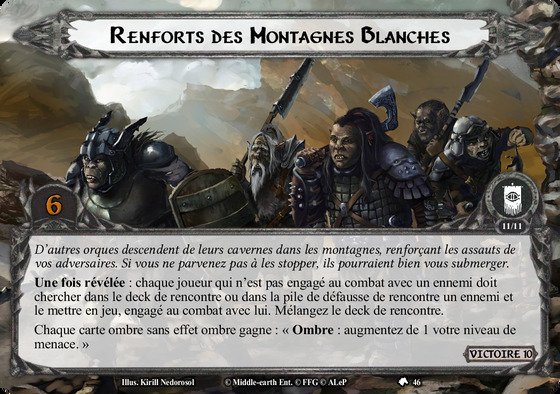 Renforts des Montagnes Blanches
6
11/11
D'autres orques descendent de leurs cavernes dans les montagnes, renforçant les assauts de
vos adversaires. Si vous ne parvenez pas à les stopper, ils pourraient bien vous submerger.
Une fois révélée : chaque joueur qui n'est pas engagé au combat avec un ennemi doit
chercher dans le deck de rencontre ou dans la pile de défausse de rencontre un ennemi et
le mettre en jeu, engagé au combat avec lui. Mélangez le deck de rencontre.
Chaque carte ombre sans effet ombre gagne : « Ombre : augmentez de 1 votre niveau de
menace. »
Victoire 10
Illus. Kirill Nedorosol © Middle-earth Ent. © FFG © ALeP 46